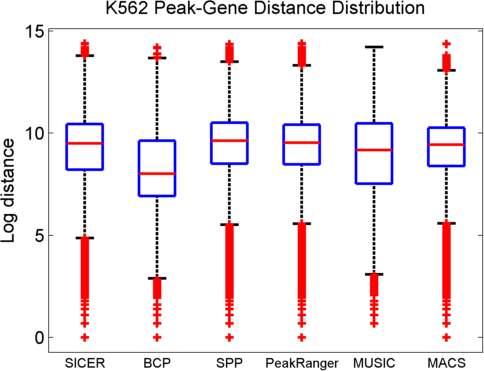 K562 Peak-Gene Distance Distribution
Log distance
15
10
5
0
SICER BCP SPP PeakRanger MUSIC MACS